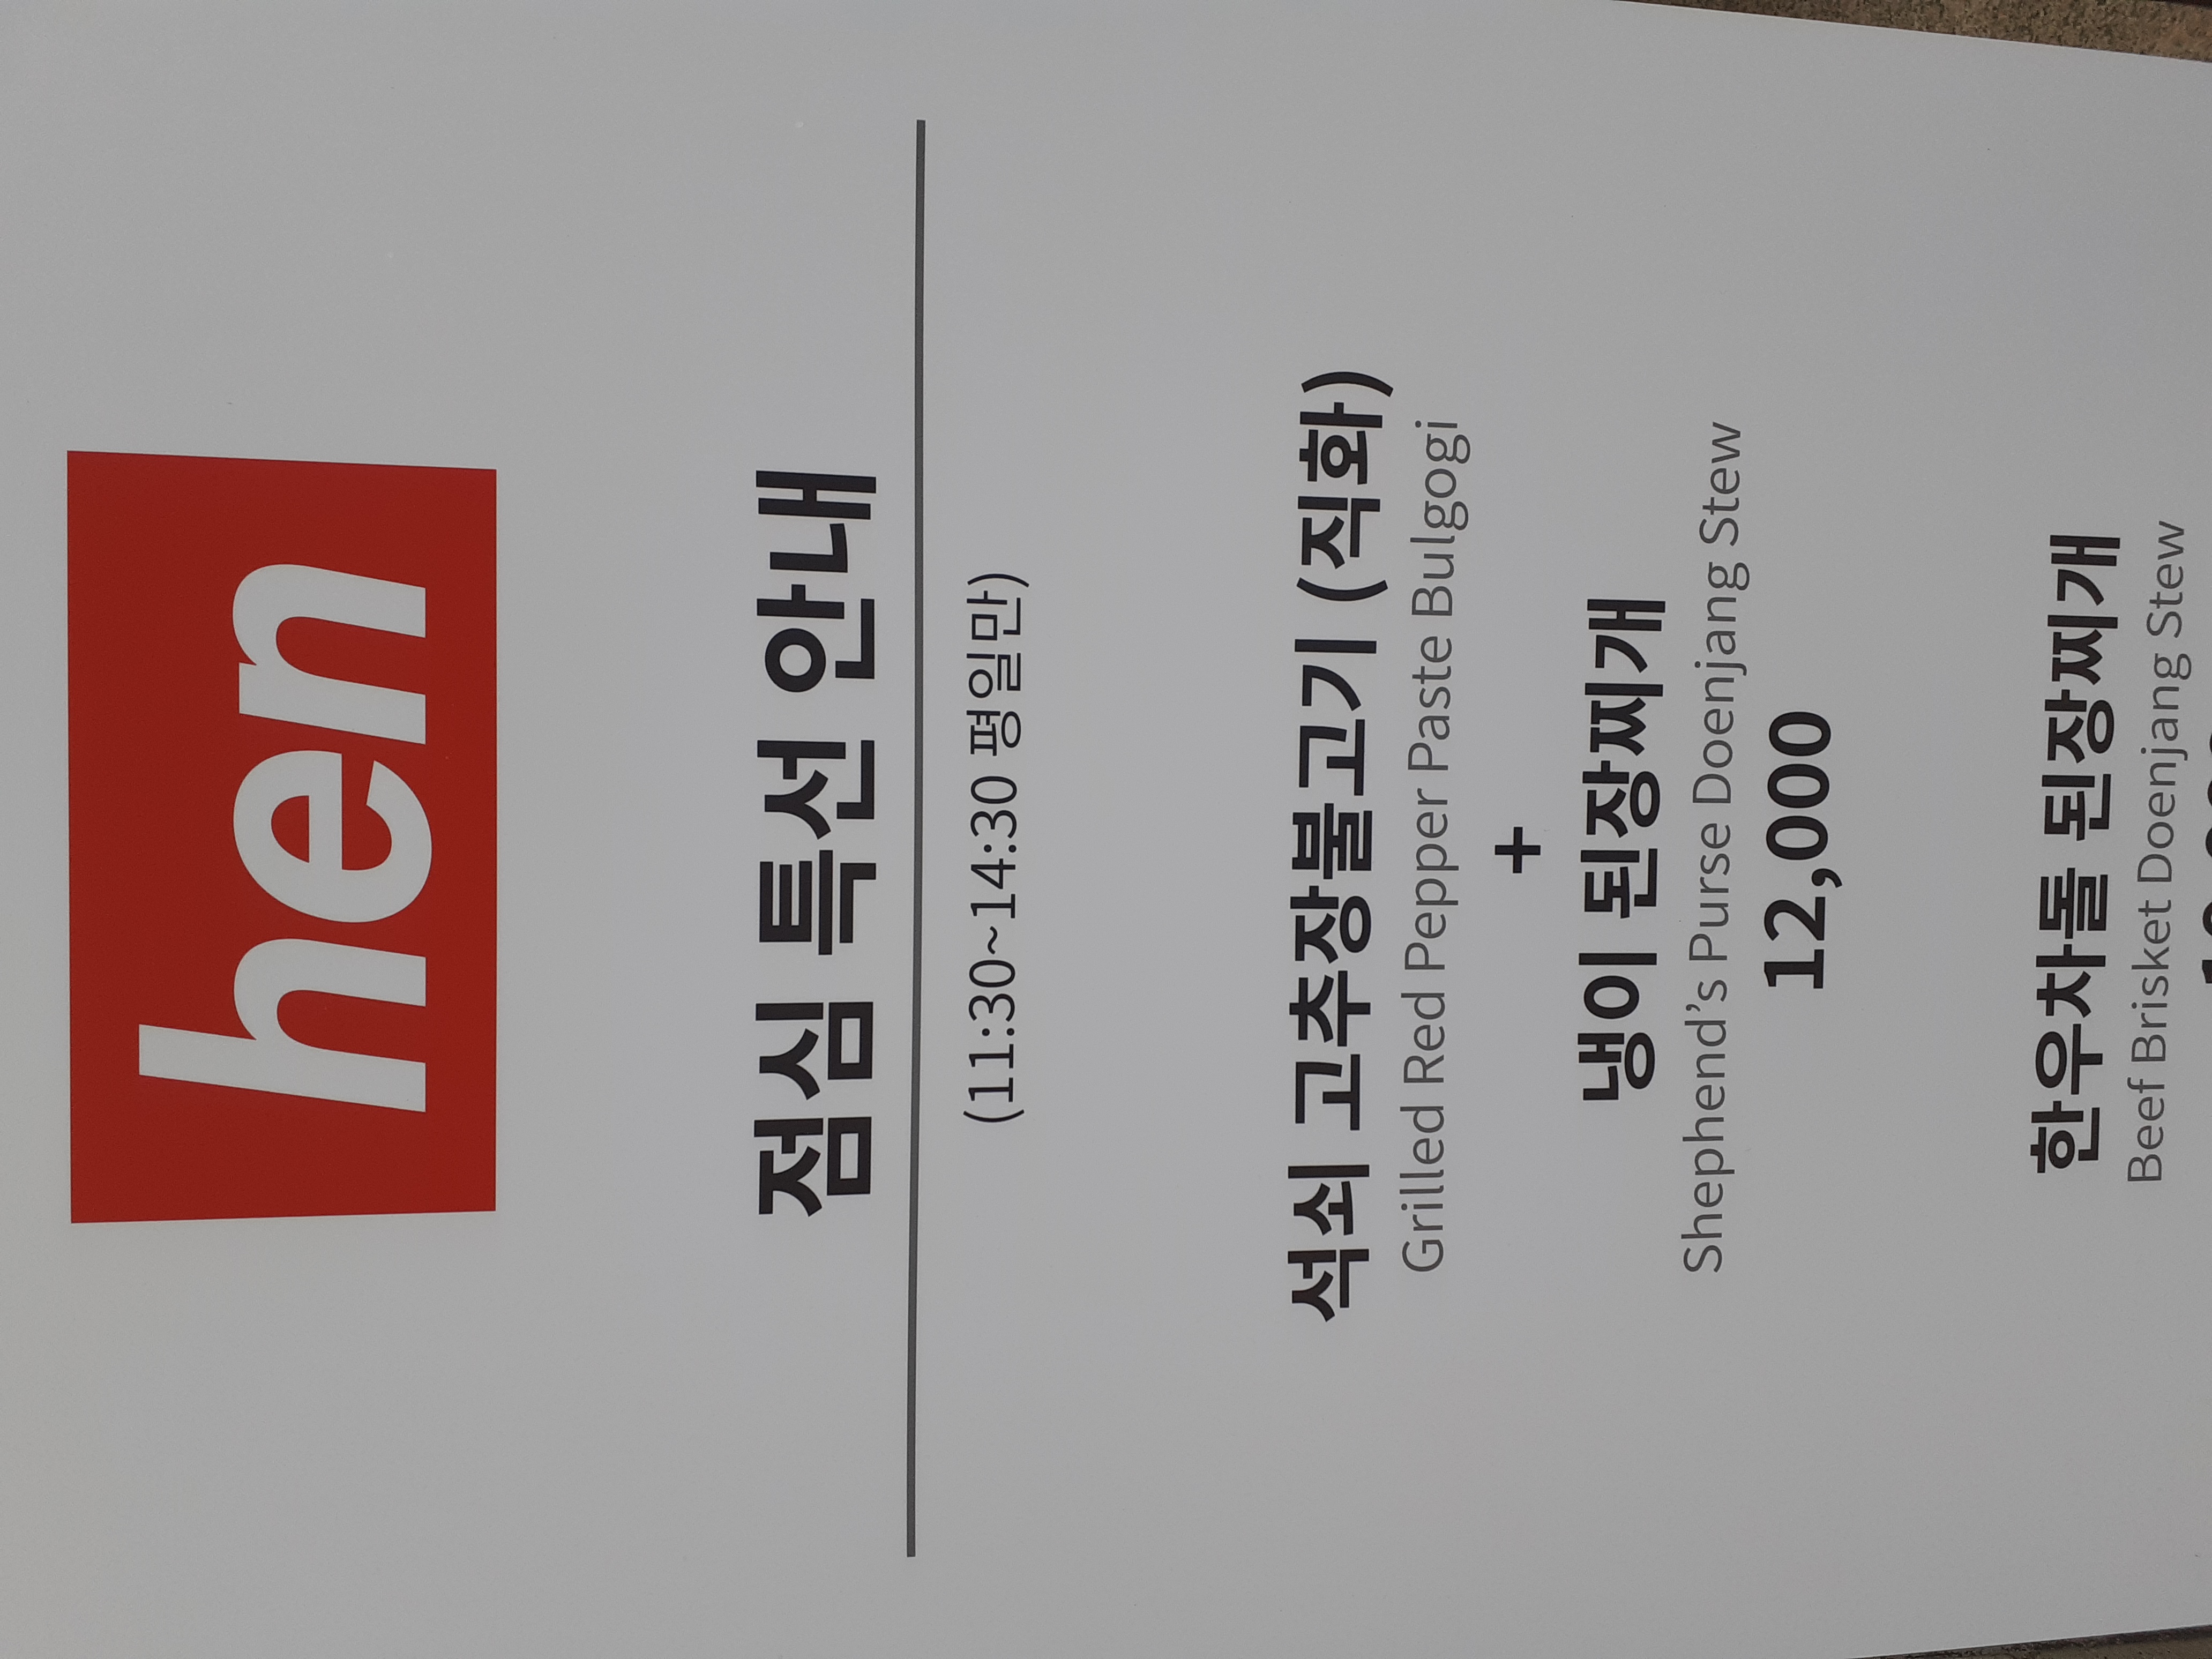 hen
점심 특선 안내
(11:30~14:30 평일만)
석쇠 고추장불고기 (직화)
Grilled Red Pepper Paste Bulgogi
+
냉이 된장찌개
Shephend's Purse Doenjang Stew
12,000
한우차돌 된장찌개
Beef Brisket Doenjang Stew